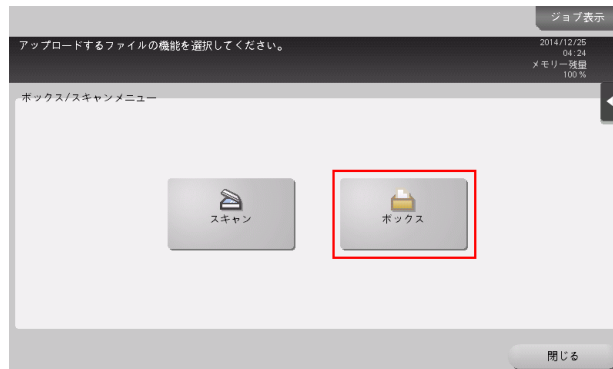 ジョブ表示
アップロードするファイルの機能を選択してください。
2014/12/25
04:24
メモリー残量
100 %
ボックス/スキャンメニュー
スキャン
ボックス
閉じる